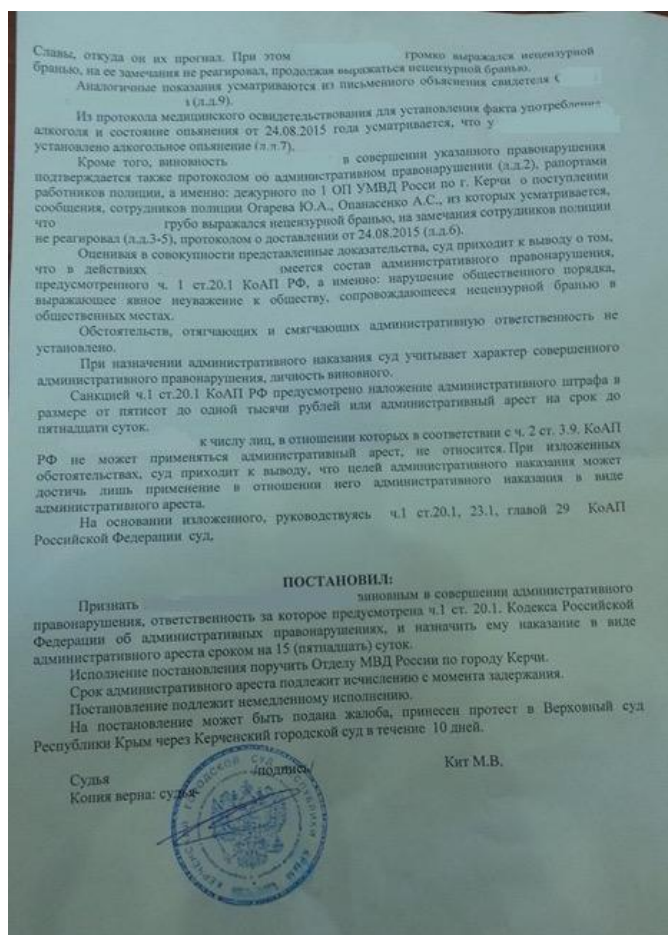 Славы, откуда он их прогнал. При этом громко выражался нецензурной
бранью, на ее замечания не реагировал, продолжая выражаться нецензурной бранью.
Аналогичные показания усматриваются из письменного объяснения свидетеля С
(л.д.9).
Из протокола медицинского освидетельствования для установления факта употребления
алкоголя и состояние опьянения от 24.08.2015 года усматривается, что у
установлено алкогольное опьянение (л.д.7).
Кроме того, виновность в совершении указанного правонарушения
подтверждается также протоколом об административном правонарушении (л.д.2), рапортами
работников полиции, а именно: дежурного по 1 ОП УМВД Росси по г. Керчи о поступлении
сообщения, сотрудников полиции Огарева Ю.А., Опанасенко А.С., из которых усматривается,
что грубо выражался нецензурной бранью, на замечания сотрудников полиции
не реагировал (л.д.3-5), протоколом о доставлении от 24.08.2015 (л.д.6).
Оценивая в совокупности представленные доказательства, суд приходит к выводу о том,
что в действиях имеется состав административного правонарушения,
предусмотренного ч. 1 ст.20.1 КоАП РФ, а именно: нарушение общественного порядка,
выражающее явное неуважение к обществу, сопровождающееся нецензурной бранью в
общественных местах.
Обстоятельств, отягчающих и смягчающих административную ответственность не
установлено.
При назначении административного наказания суд учитывает характер совершенного
административного правонарушения, личность виновного.
Санкцией ч.1 ст.20.1 КоАП РФ предусмотрено наложение административного штрафа в
размере от пятисот до одной тысячи рублей или административный арест на срок до
пятнадцати суток.
к числу лиц, в отношении которых в соответствии с ч. 2 ст. 3.9. КоАП
РФ не может применяться административный арест, не относится. При изложенных
обстоятельствах, суд приходит к выводу, что целей административного наказания может
достичь лишь применение в отношении него административного наказания в виде
административного ареста.
На основании изложенного, руководствуясь ч.1 ст.20.1, 23.1, главой 29 КоАП
Российской Федерации суд,
ПОСТАНОВИЛ:
Признать виновным в совершении административного
правонарушения, ответственность за которое предусмотрена ч.1 ст. 20.1. Кодекса Российской
Федерации об административных правонарушениях, и назначить ему наказание в виде
административного ареста сроком на 15 (пятнадцать) суток.
Исполнение постановления поручить Отделу МВД России по городу Керчи.
Срок административного ареста подлежит исчислению с момента задержания.
Постановление подлежит немедленному исполнению.
На постановление может быть подана жалоба, принесен протест в Верховный суд
Республики Крым через Керченский городской суд в течение 10 дней.
Судья /подпись/ Кит М.В.
Копия верна: судья
КЕРЧЕНСКИЙ ГОРОДСКОЙ СУД РЕСПУБЛИКИ КРЫМ